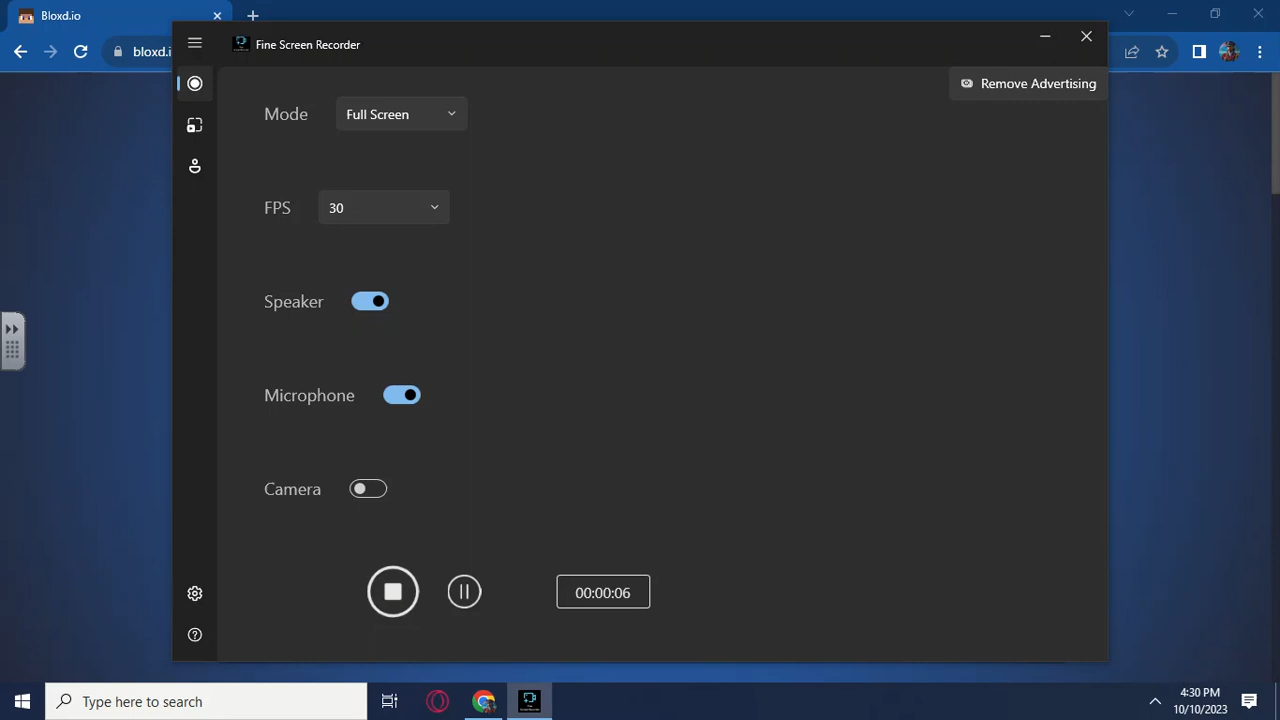 Bloxd.io
bloxd.i
Fine Screen Recorder
Remove Advertising
Mode
Full Screen
FPS
30
Speaker
Microphone
Camera
00:00:06
Type here to search
4:30 PM
10/10/2023